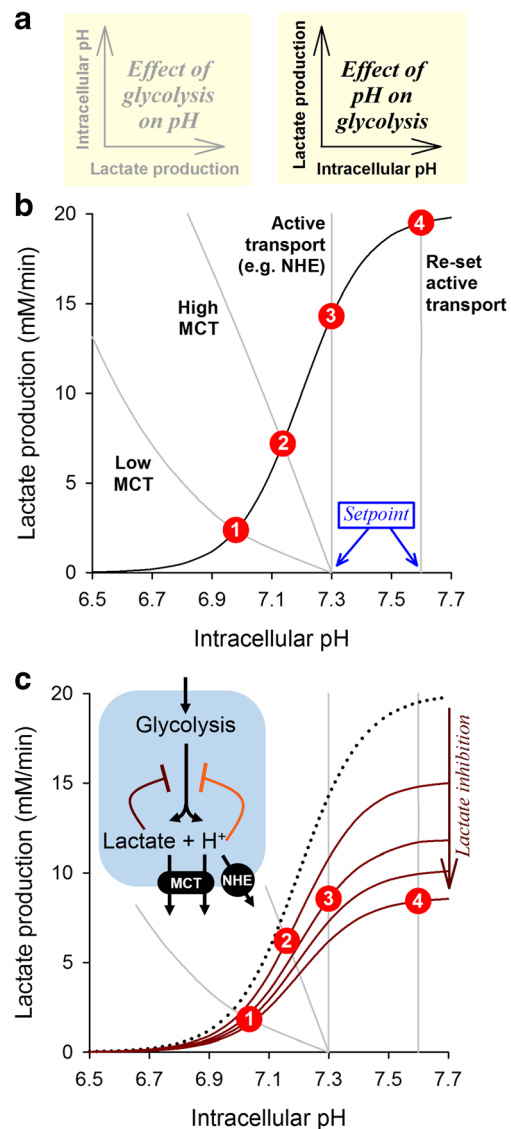 a
Intracellular pH
Effect of
glycolysis
on pH
Lactate production
Lactate production
Effect of
pH on
glycolysis
Intracellular pH
b
Lactate production (mM/min)
20
15
10
5
0
Active
transport
(e.g. NHE)
4
Re-set
active
transport
High
MCT
3
2
Low
MCT
1
Setpoint
6.5 6.7 6.9 7.1 7.3 7.5 7.7
Intracellular pH
c
Lactate production (mM/min)
20
15
10
5
0
Glycolysis
Lactate + H+
MCT
NHE
Lactate inhibition
3
4
2
1
6.5 6.7 6.9 7.1 7.3 7.5 7.7
Intracellular pH